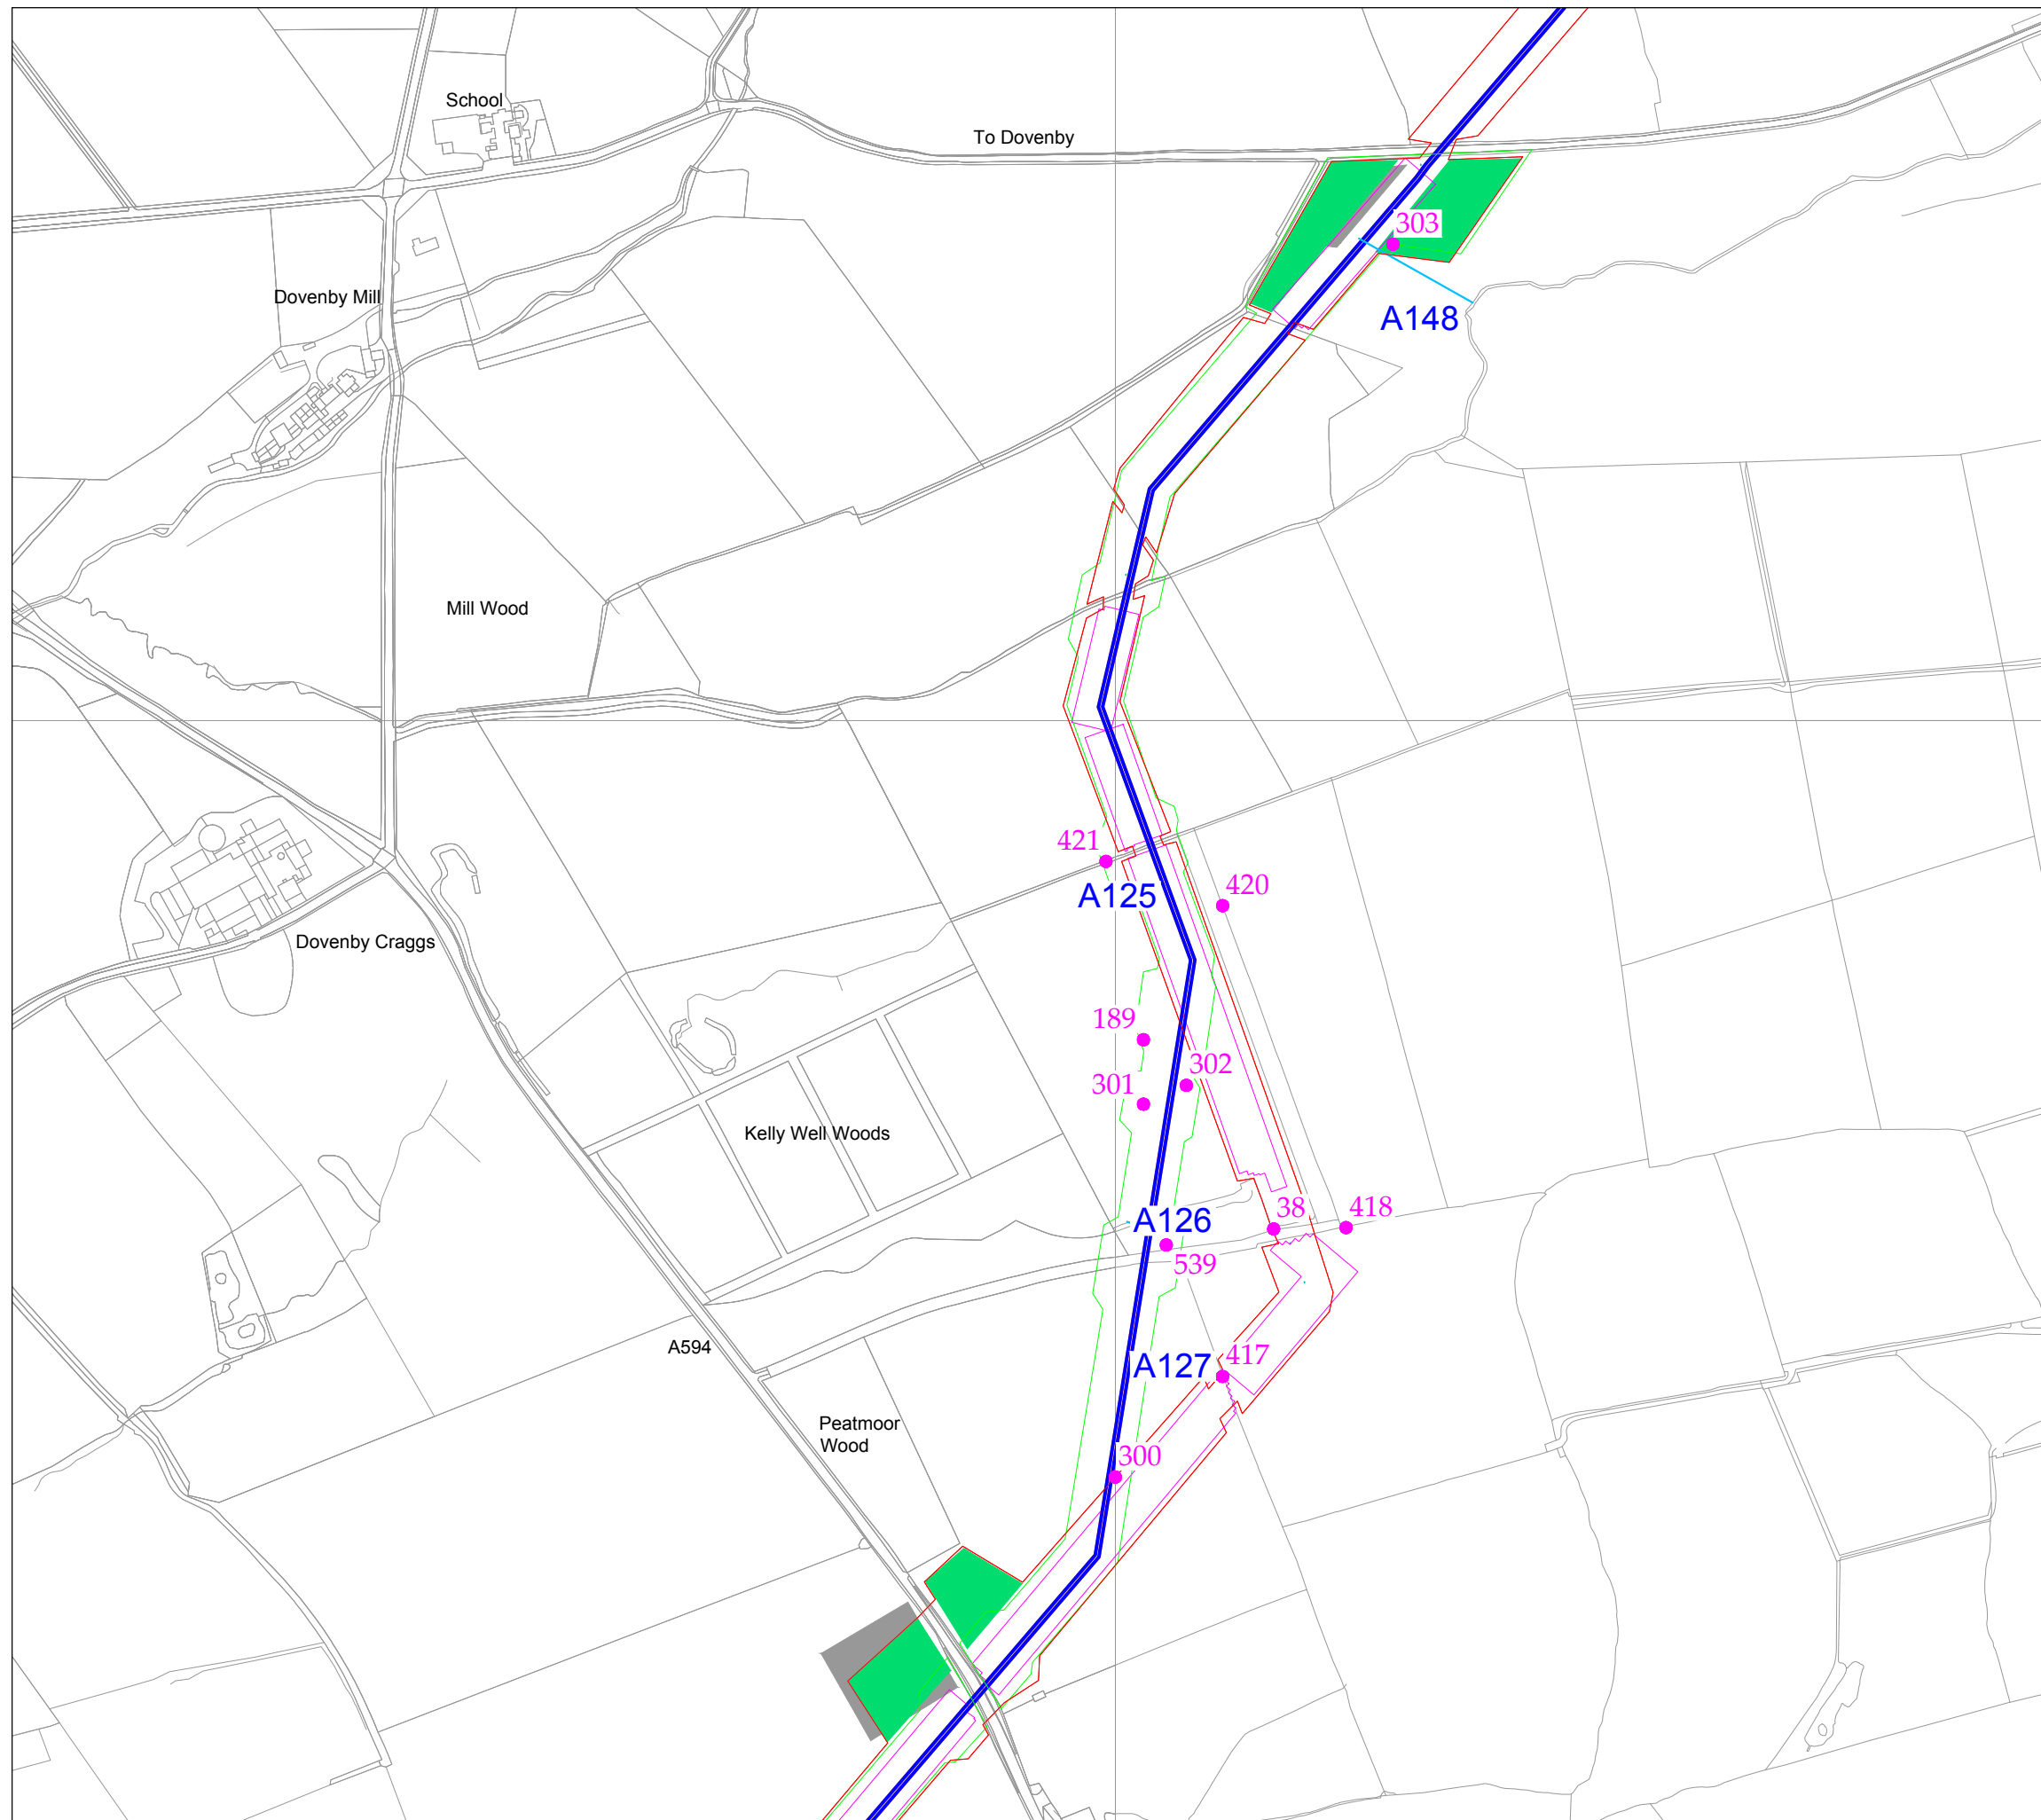 School
To Dovenby
303
Dovenby Mill
A148
Mill Wood
421
420
A125
Dovenby Craggs
189
302
301
Kelly Well Woods
38
418
A126
539
A594
A127
417
Peatmoor
Wood
300